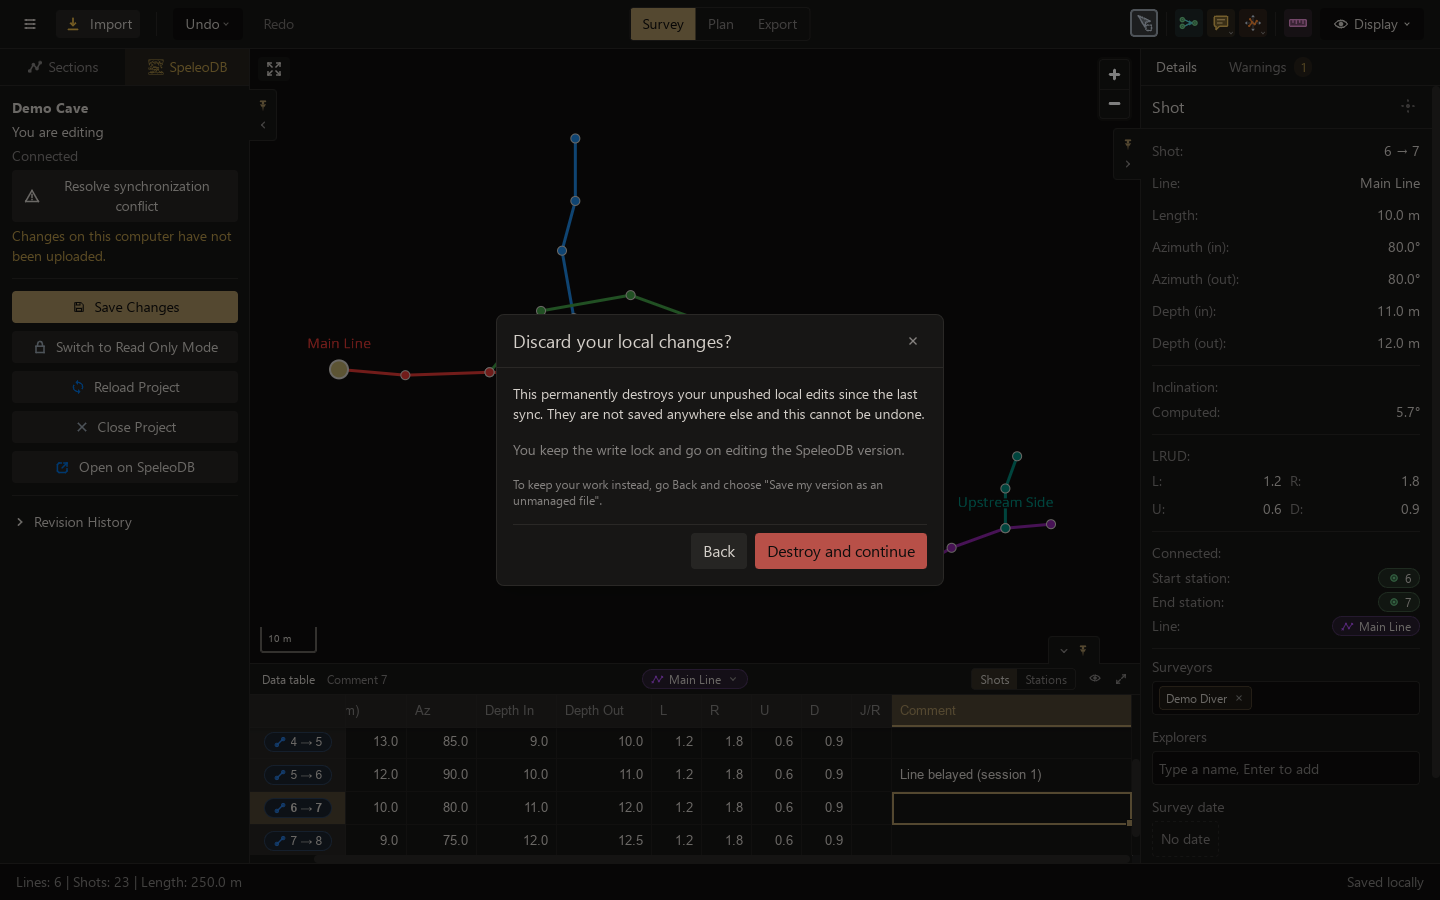 Import
Undo
Redo
Survey
Plan
Export
Display
Sections
SpeleoDB
Demo Cave
You are editing
Connected
Resolve synchronization
conflict
Changes on this computer have not
been uploaded.
Save Changes
Switch to Read Only Mode
Reload Project
Close Project
Open on SpeleoDB
Revision History
Main Line
Upstream Side
10 m
Discard your local changes?
This permanently destroys your unpushed local edits since the last
sync. They are not saved anywhere else and this cannot be undone.
You keep the write lock and go on editing the SpeleoDB version.
To keep your work instead, go Back and choose "Save my version as an
unmanaged file".
Back
Destroy and continue
Data table
Comment 7
Main Line
Shots
Stations
m) Az Depth In Depth Out L R U D J/R Comment
4 → 5 13.0 85.0 9.0 10.0 1.2 1.8 0.6 0.9
5 → 6 12.0 90.0 10.0 11.0 1.2 1.8 0.6 0.9 Line belayed (session 1)
6 → 7 10.0 80.0 11.0 12.0 1.2 1.8 0.6 0.9
7 → 8 9.0 75.0 12.0 12.5 1.2 1.8 0.6 0.9
Details
Warnings 1
Shot
Shot: 6 → 7
Line: Main Line
Length: 10.0 m
Azimuth (in): 80.0°
Azimuth (out): 80.0°
Depth (in): 11.0 m
Depth (out): 12.0 m
Inclination:
Computed: 5.7°
LRUD:
L: 1.2 R: 1.8
U: 0.6 D: 0.9
Connected:
Start station: 6
End station: 7
Line: Main Line
Surveyors
Demo Diver ×
Explorers
Type a name, Enter to add
Survey date
No date
Lines: 6 | Shots: 23 | Length: 250.0 m
Saved locally